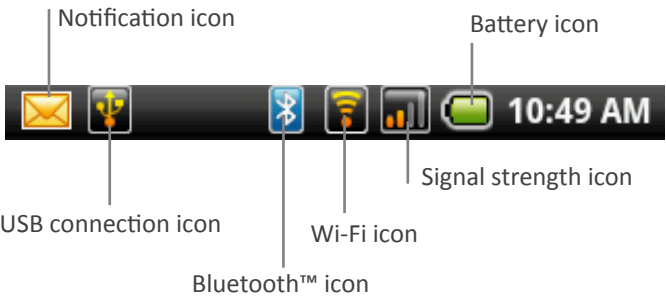 Notification icon
Battery icon
10:49 AM
Signal strength icon
USB connection icon
Wi-Fi icon
Bluetooth™ icon